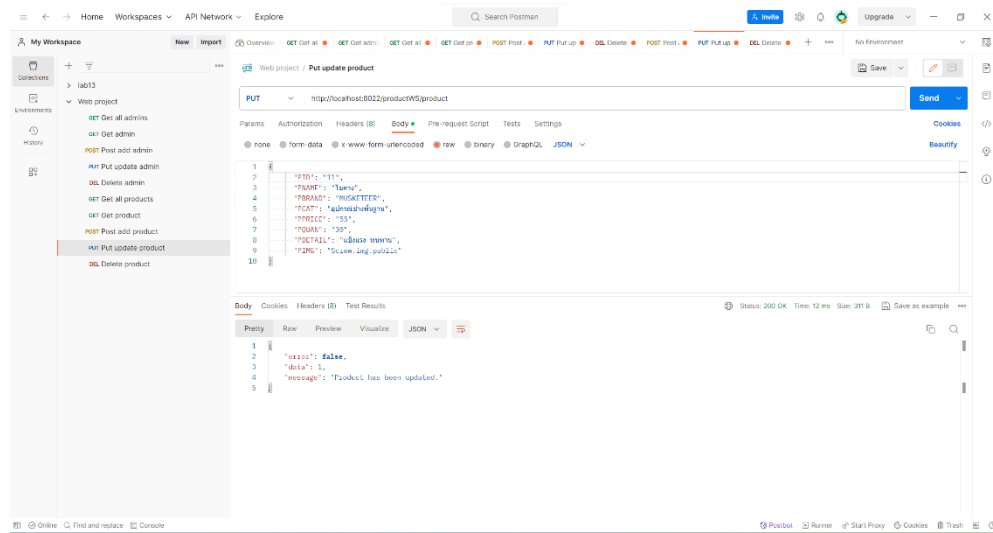 Home Workspaces API Network Explore Search Postman Invite Upgrade
My Workspace New Import Overview GET Get al GET Get adm GET Get al GET Get pr POST Post PUT Put up DEL Delete POST Post PUT Put up DEL Delete No Environment
Collections
Environments
History
lab13
Web project
GET Get all admins
GET Get admin
POST Post add admin
PUT Put update admin
DEL Delete admin
GET Get all products
GET Get product
POST Post add product
PUT Put update product
DEL Delete product
Web project / Put update product Save
PUT http://localhost:8022/productWS/product Send
Params Authorization Headers (8) Body Pre-request Script Tests Settings Cookies
none form-data x-www-form-urlencoded raw binary GraphQL JSON Beautify
1 {
2 "PID": "11",
3 "PNAME": "ไขควง",
4 "PBRAND": "MUSKETEER",
5 "PCAT": "อุปกรณ์ช่างพื้นฐาน",
6 "PPRICE": "55",
7 "PQUAN": "30",
8 "PDETAIL": "แข็งแรง ทนทาน",
9 "PIMG": "Screw.img.public"
10 }
Body Cookies Headers (8) Test Results Status: 200 OK Time: 12 ms Size: 311 B Save as example
Pretty Raw Preview Visualize JSON
1 {
2 "error": false,
3 "data": 1,
4 "message": "Product has been updated."
5 }
Online Find and replace Console Postbot Runner Start Proxy Cookies Trash